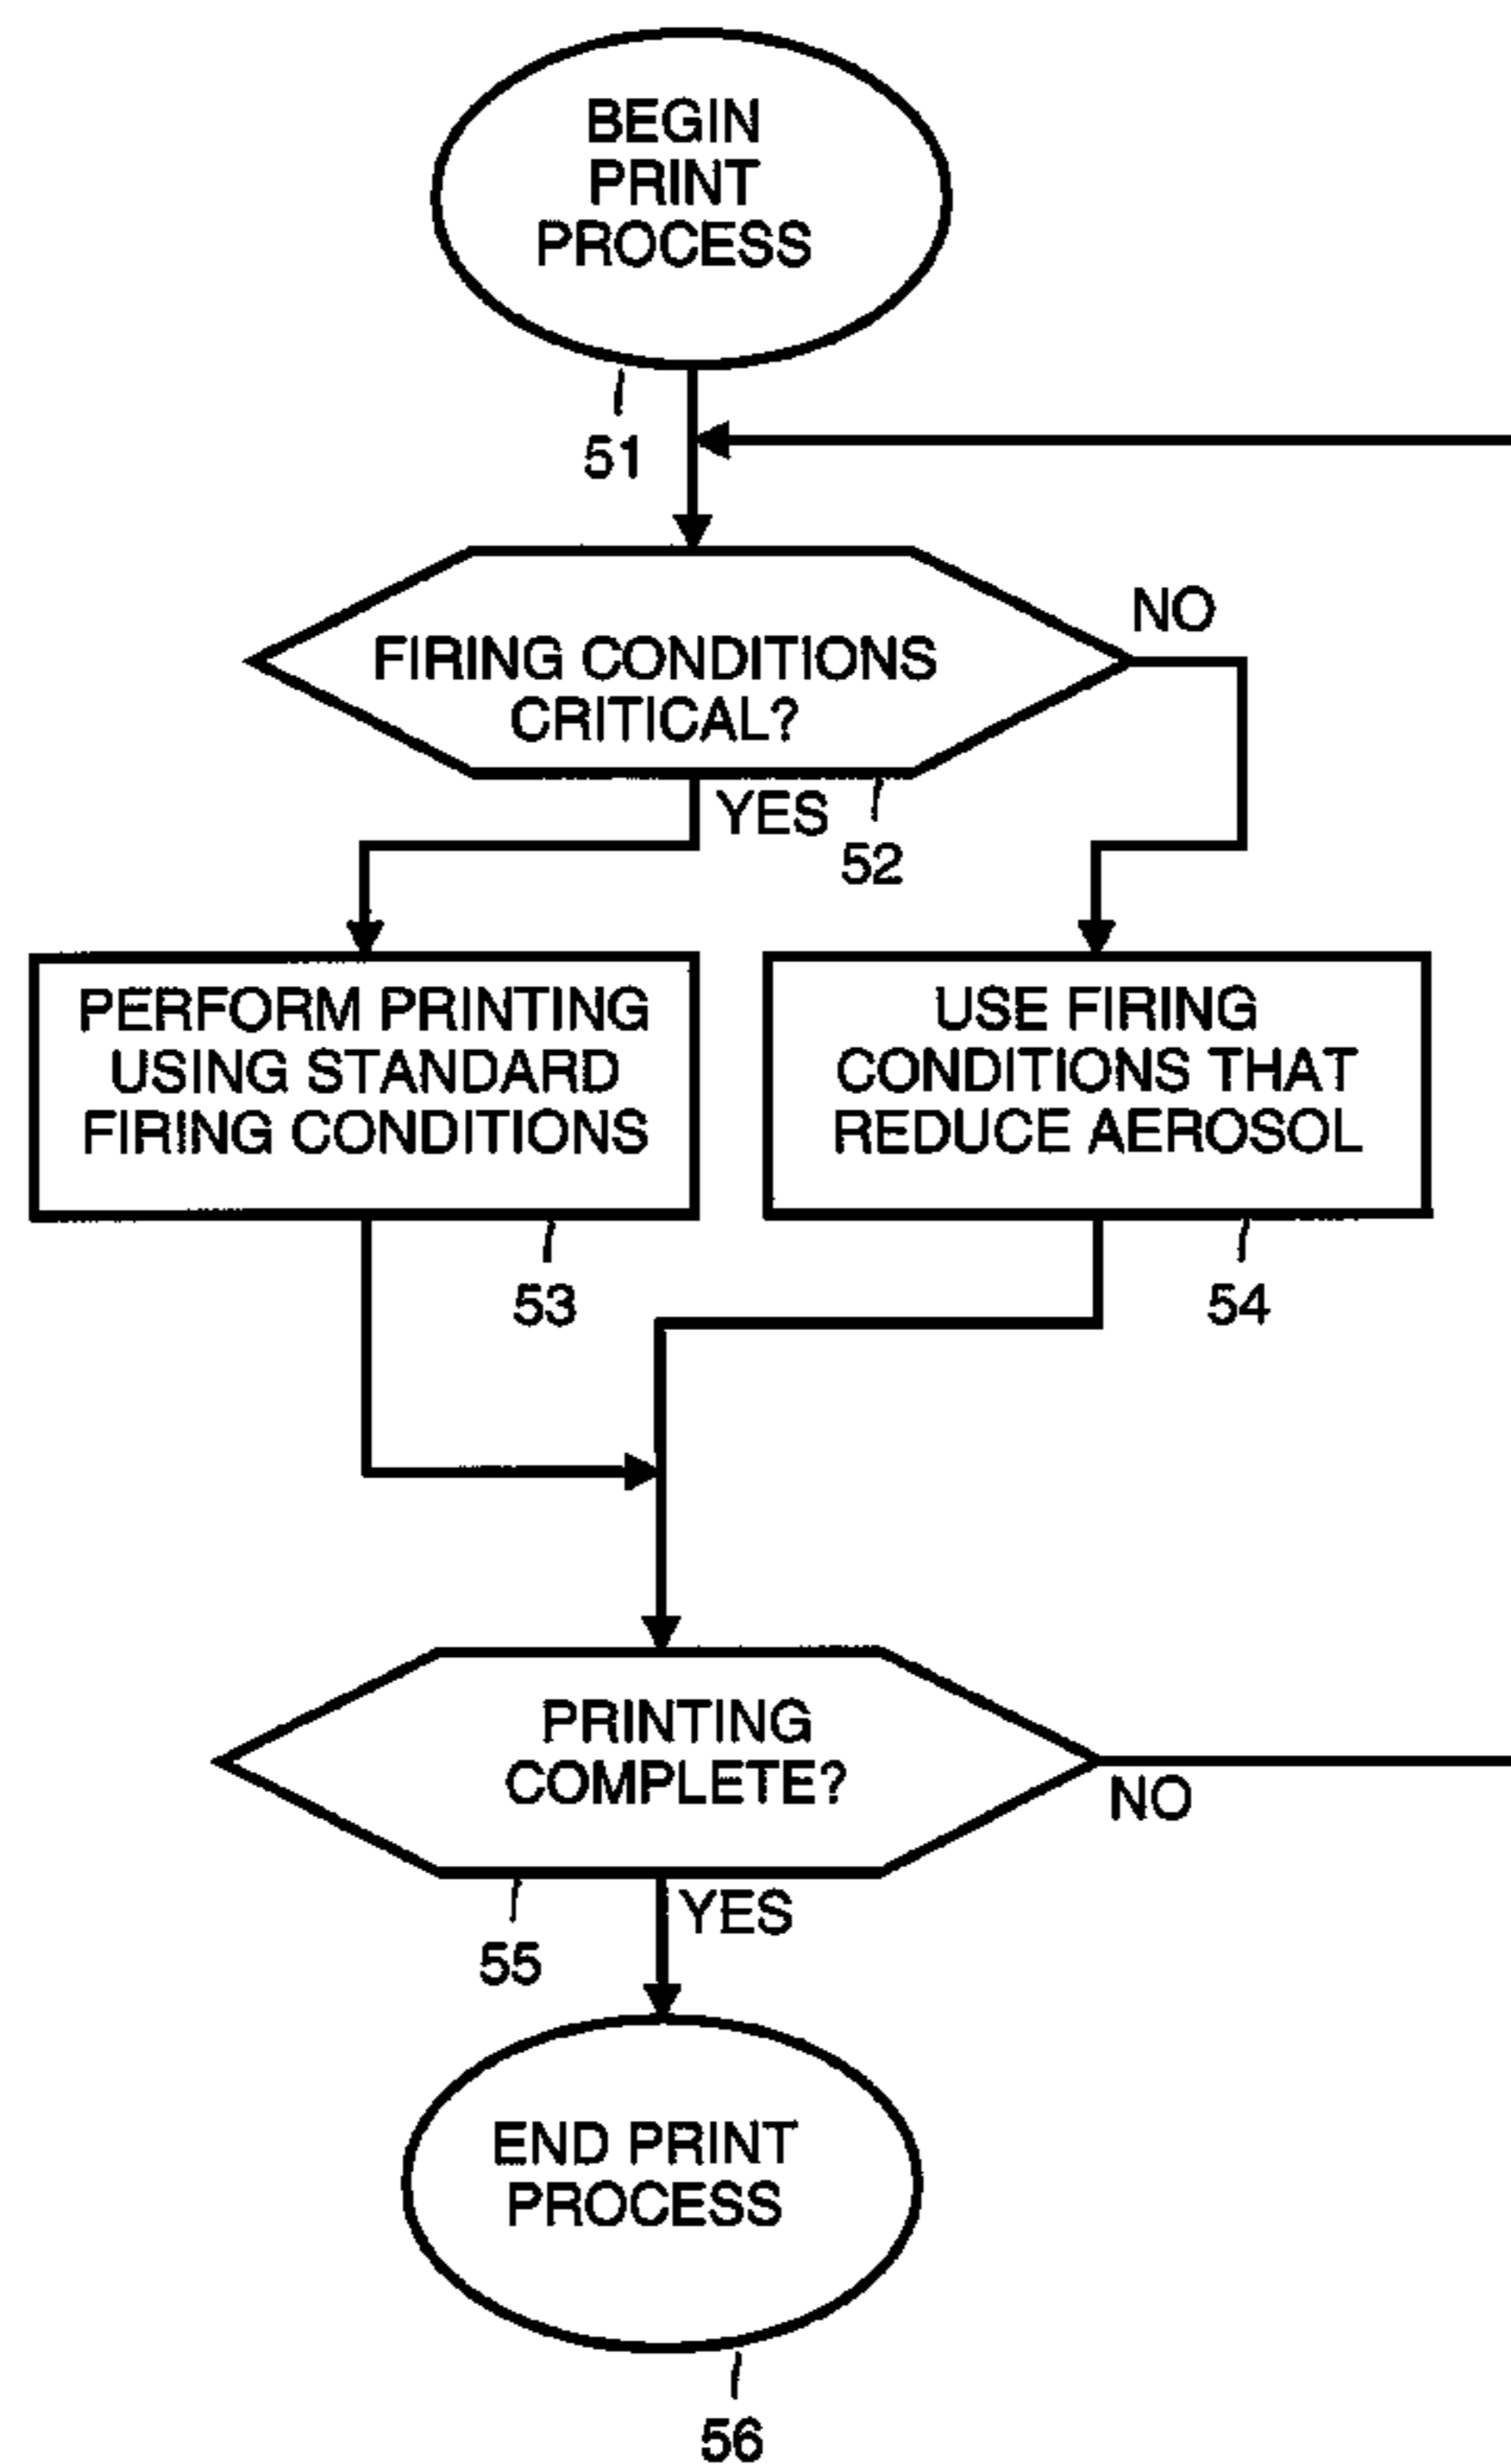 BEGIN
PRINT
PROCESS
51
FIRING CONDITIONS
CRITICAL?
NO
YES
52
PERFORM PRINTING
USING STANDARD
FIRING CONDITIONS
53
USE FIRING
CONDITIONS THAT
REDUCE AEROSOL
54
PRINTING
COMPLETE?
NO
YES
55
END PRINT
PROCESS
56